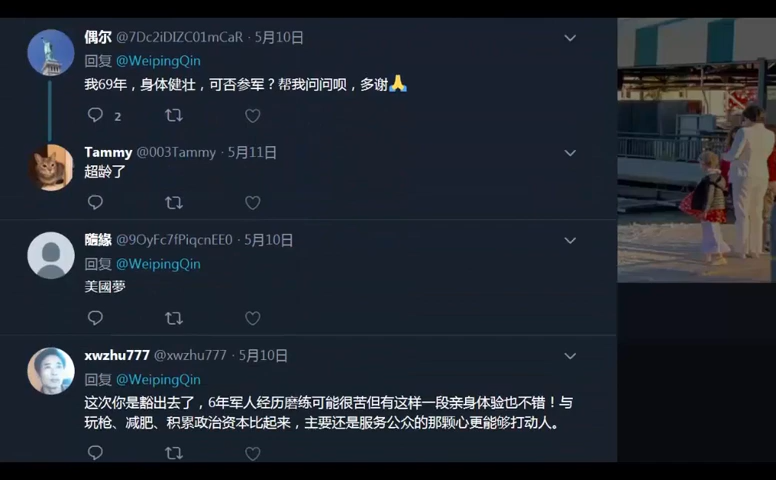 偶尔 @7Dc2iDIZC01mCaR · 5月10日
回复 @WeipingQin
我69年，身体健壮，可否参军？帮我问问呗，多谢🙏
2
Tammy @003Tammy · 5月11日
超龄了
隨緣 @9OyFc7fPiqcnEE0 · 5月10日
回复 @WeipingQin
美國夢
xwzhu777 @xwzhu777 · 5月10日
回复 @WeipingQin
这次你是豁出去了，6年军人经历磨练可能很苦但有这样一段亲身体验也不错！与
玩枪、减肥、积累政治资本比起来，主要还是服务公众的那颗心更能够打动人。